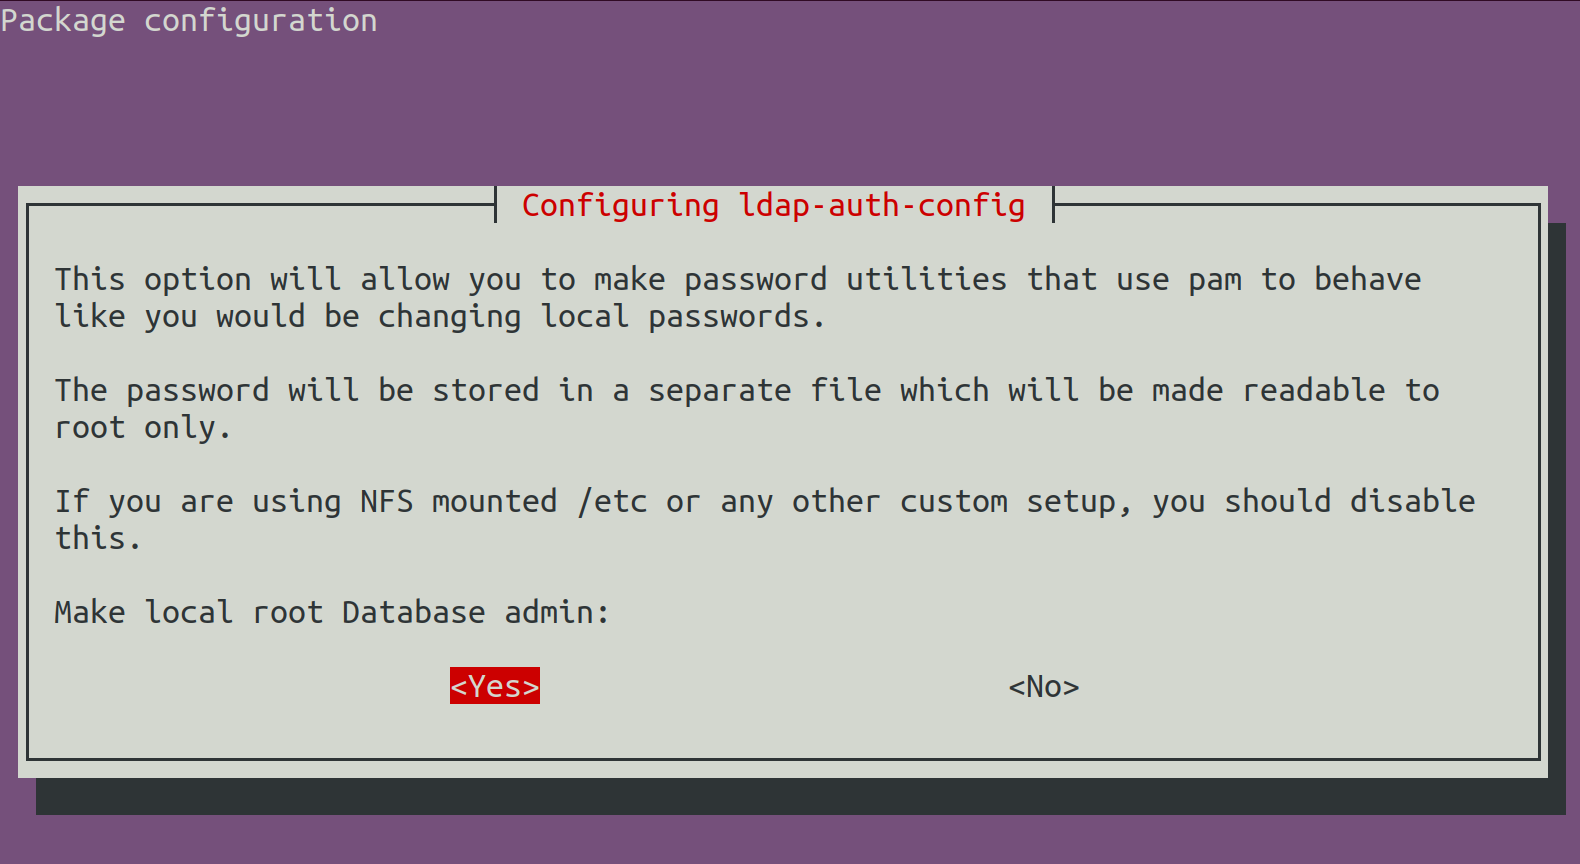 Package configuration
Configuring ldap-auth-config
This option will allow you to make password utilities that use pam to behave
like you would be changing local passwords.
The password will be stored in a separate file which will be made readable to
root only.
If you are using NFS mounted /etc or any other custom setup, you should disable
this.
Make local root Database admin:
<Yes> <No>